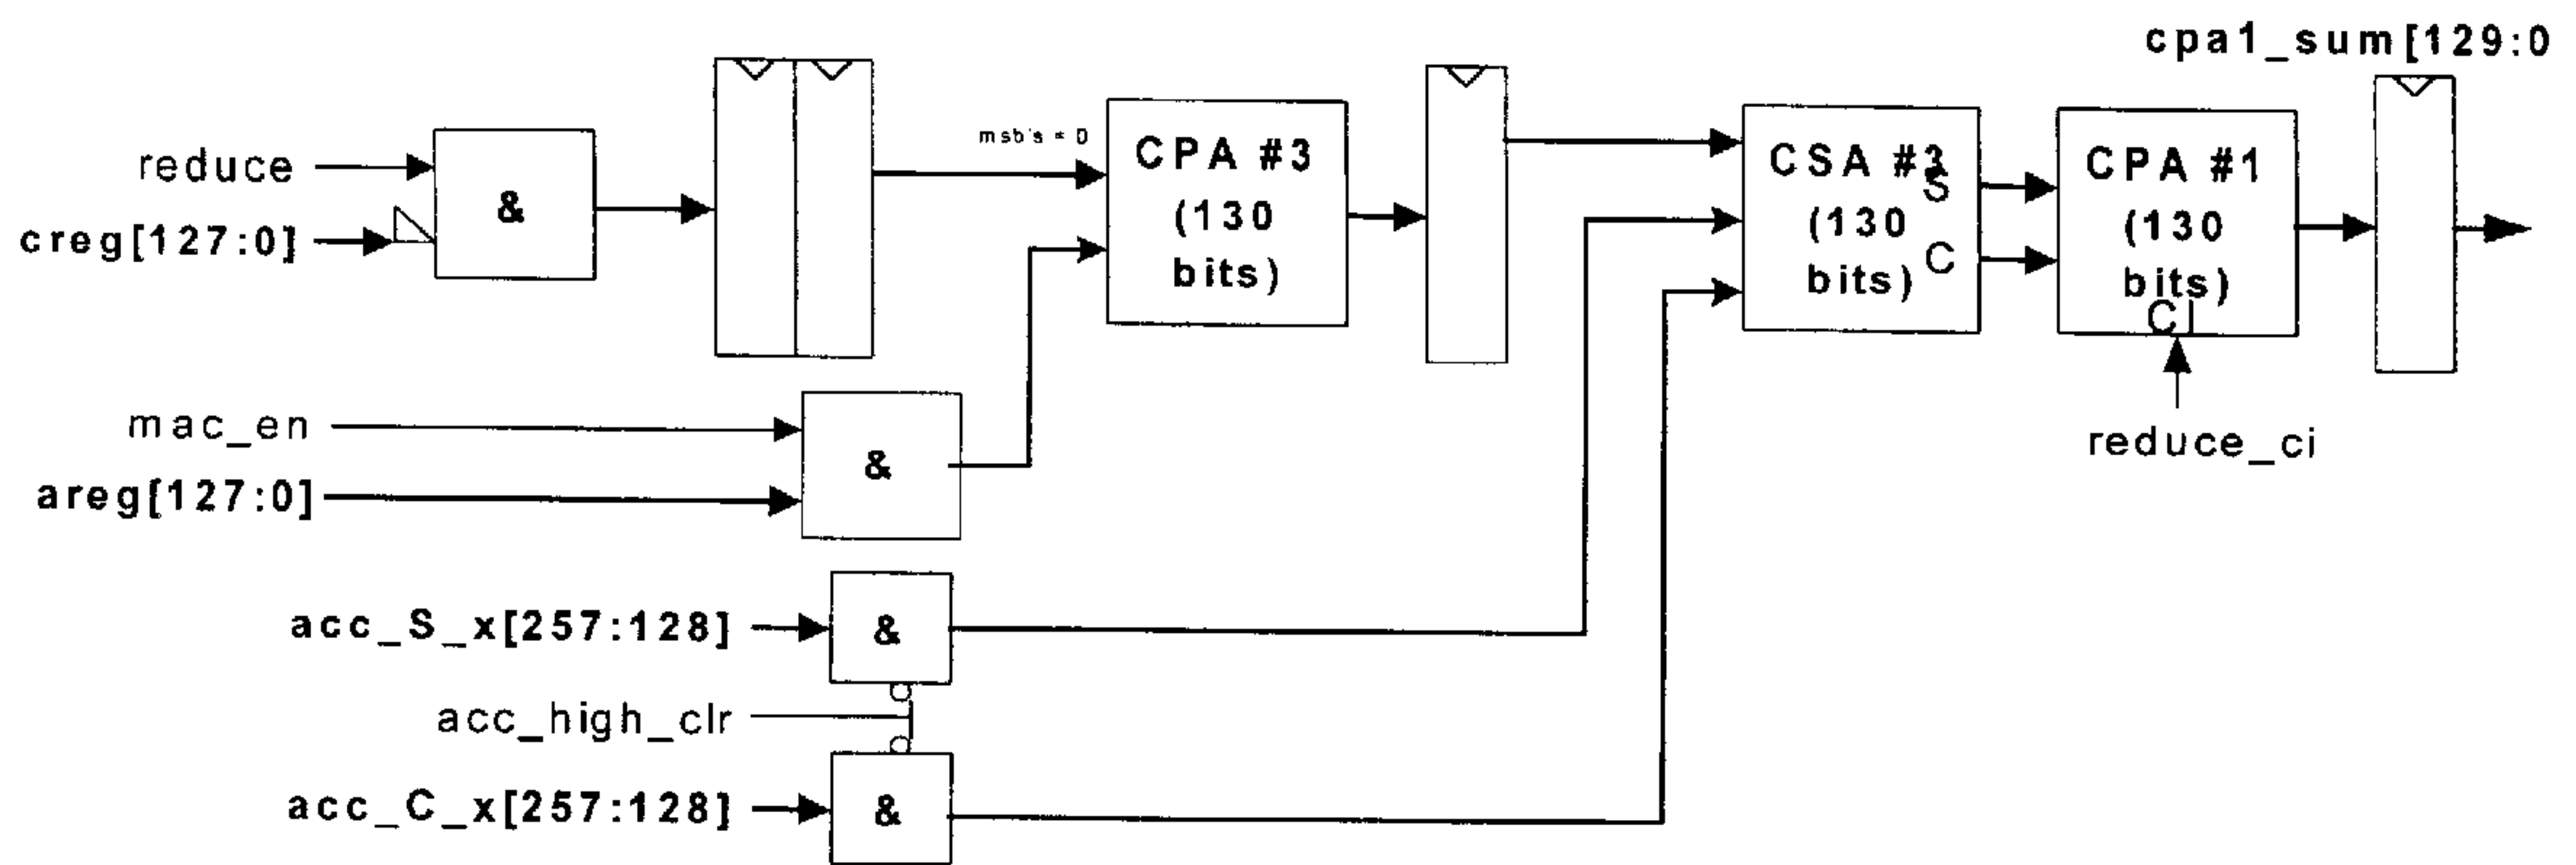 cpa1_sum[129:0
reduce
&
creg[127:0]
msb's = 0
CPA #3
(130
bits)
CSA #3
(130
bits)
S
C
CPA #1
(130
bits)
CI
reduce_ci
mac_en
&
areg[127:0]
acc_S_x[257:128]
&
acc_high_clr
acc_C_x[257:128]
&